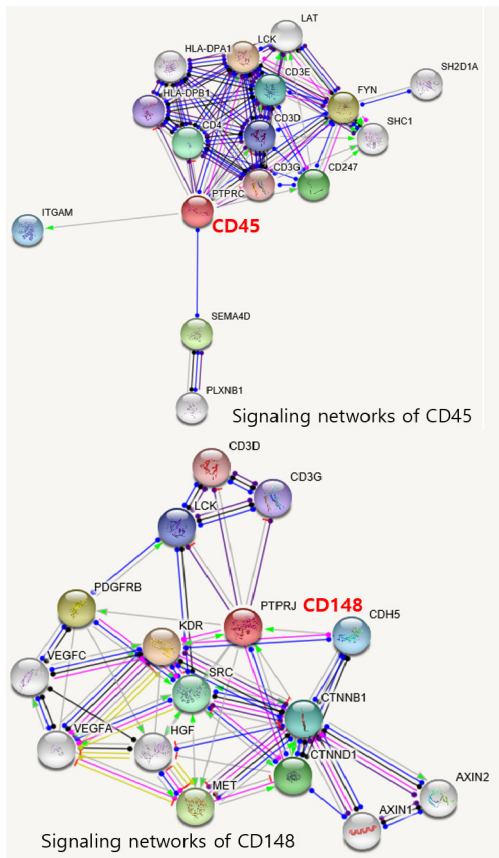 LAT
HLA-DPA1
LCK
CD3E
SH2D1A
HLA-DPB1
FYN
CD4
CD3D
SHC1
CD3G
CD247
PTPRC
ITGAM
CD45
SEMA4D
PLXNB1
Signaling networks of CD45
CD3D
CD3G
LCK
PDGFRB
PTPRJ
CD148
CDH5
KDR
VEGFC
SRC
CTNNB1
VEGFA
HGF
CTNND1
MET
AXIN2
AXIN1
Signaling networks of CD148